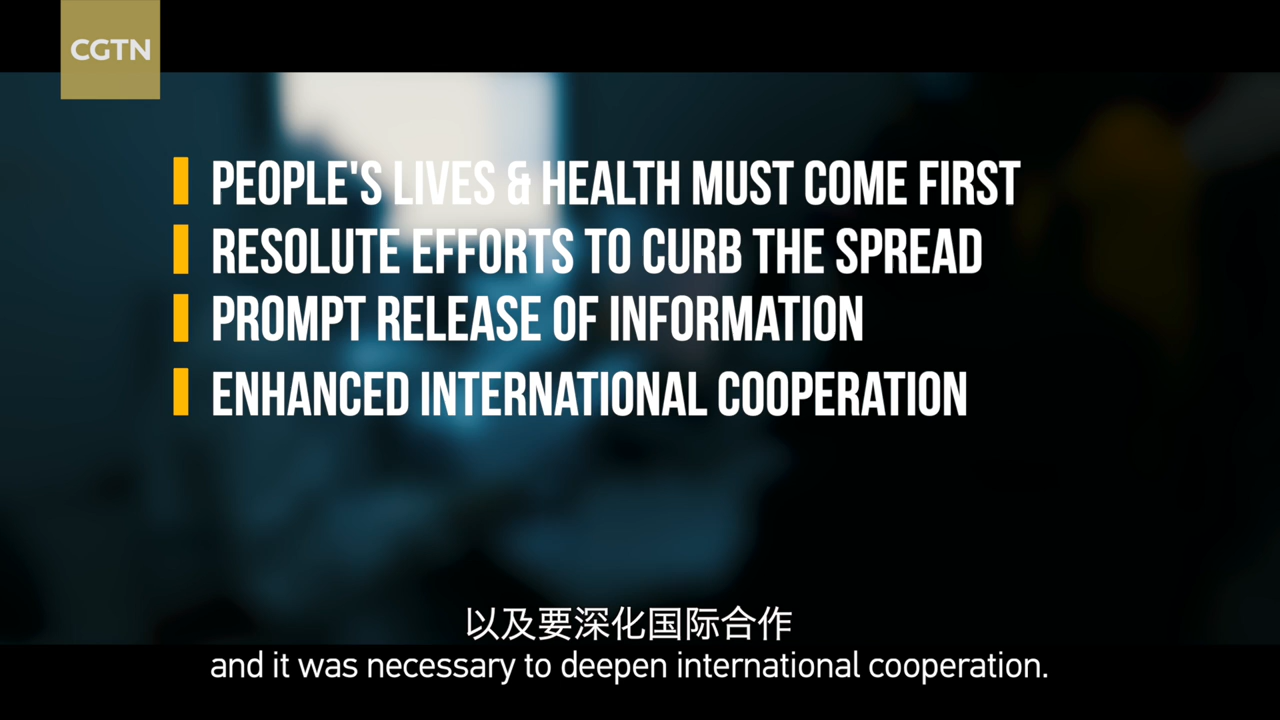 CGTN
PEOPLE'S LIVES & HEALTH MUST COME FIRST
RESOLUTE EFFORTS TO CURB THE SPREAD
PROMPT RELEASE OF INFORMATION
ENHANCED INTERNATIONAL COOPERATION
以及要深化国际合作
and it was necessary to deepen international cooperation.